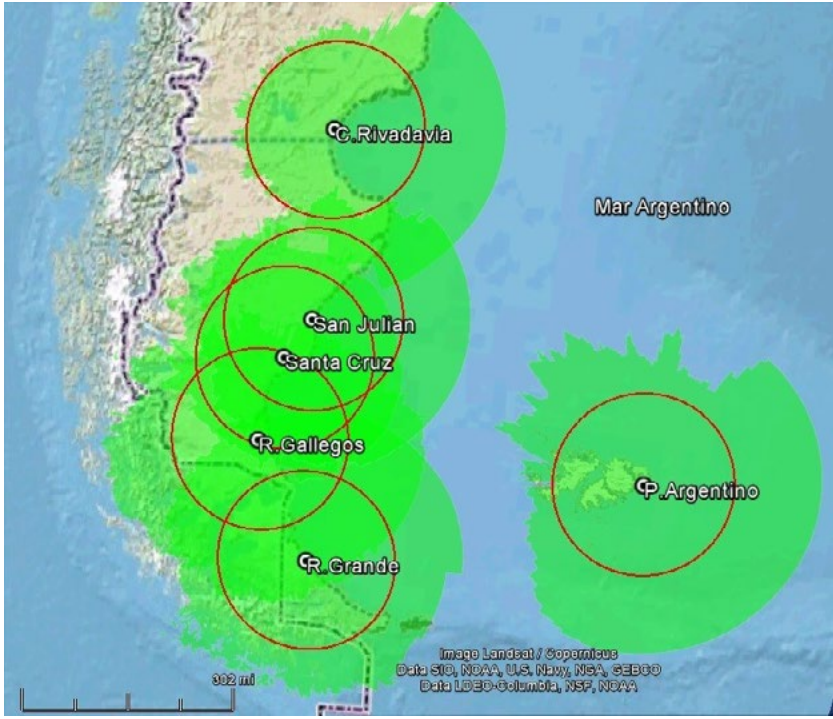 C.Rivadavia
Mar Argentino
San Julian
Santa Cruz
R.Gallegos
P.Argentino
R.Grande
Image Landsat / Copernicus
Data SIO, NOAA, U.S. Navy, NGA, GEBCO
Data LDEO-Columbia, NSF, NOAA
302 mi